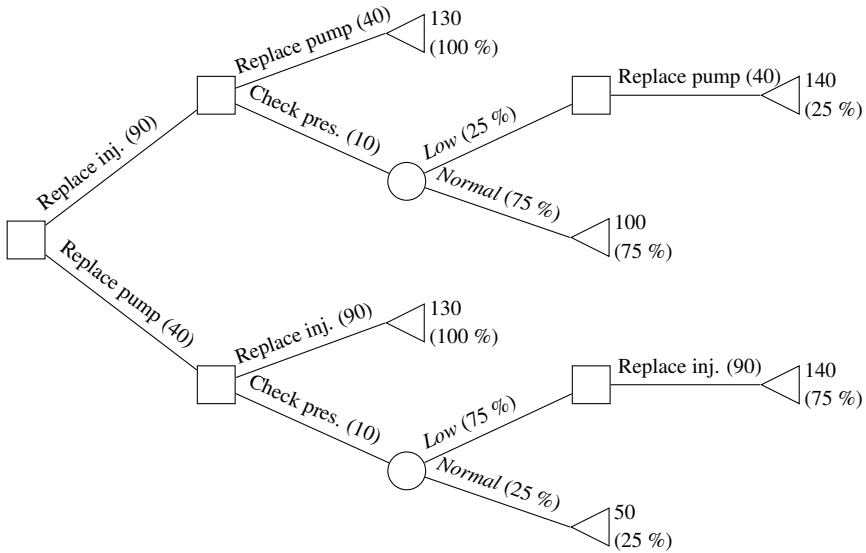 Replace inj. (90)
Replace pump (40)
130
(100 %)
Check pres. (10)
Low (25 %)
Replace pump (40)
140
(25 %)
Normal (75 %)
100
(75 %)
Replace pump (40)
Replace inj. (90)
130
(100 %)
Check pres. (10)
Low (75 %)
Replace inj. (90)
140
(75 %)
Normal (25 %)
50
(25 %)